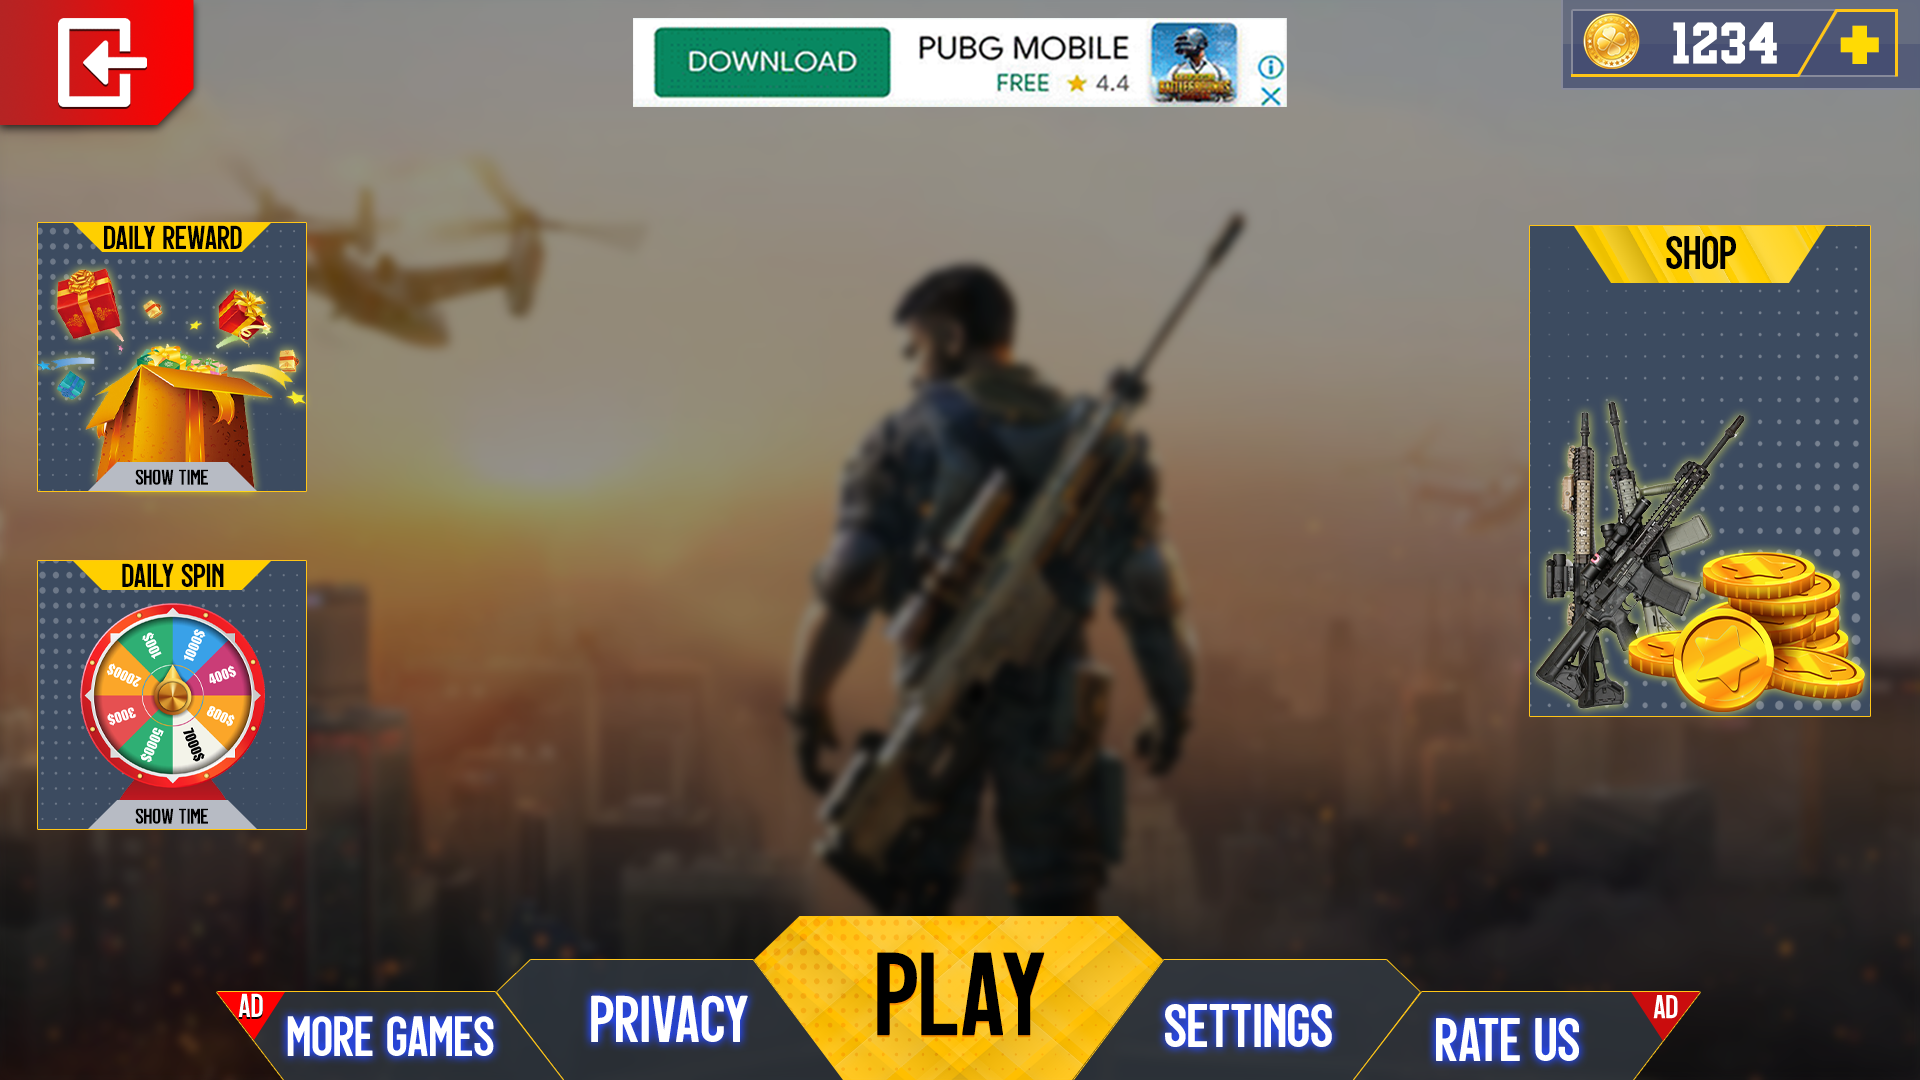 DOWNLOAD
PUBG MOBILE
FREE ★ 4.4
1234
DAILY REWARD
SHOW TIME
SHOP
DAILY SPIN
100$
1000$
400$
800$
7000$
5000$
300$
2000$
SHOW TIME
AD
MORE GAMES
PRIVACY
PLAY
SETTINGS
RATE US
AD